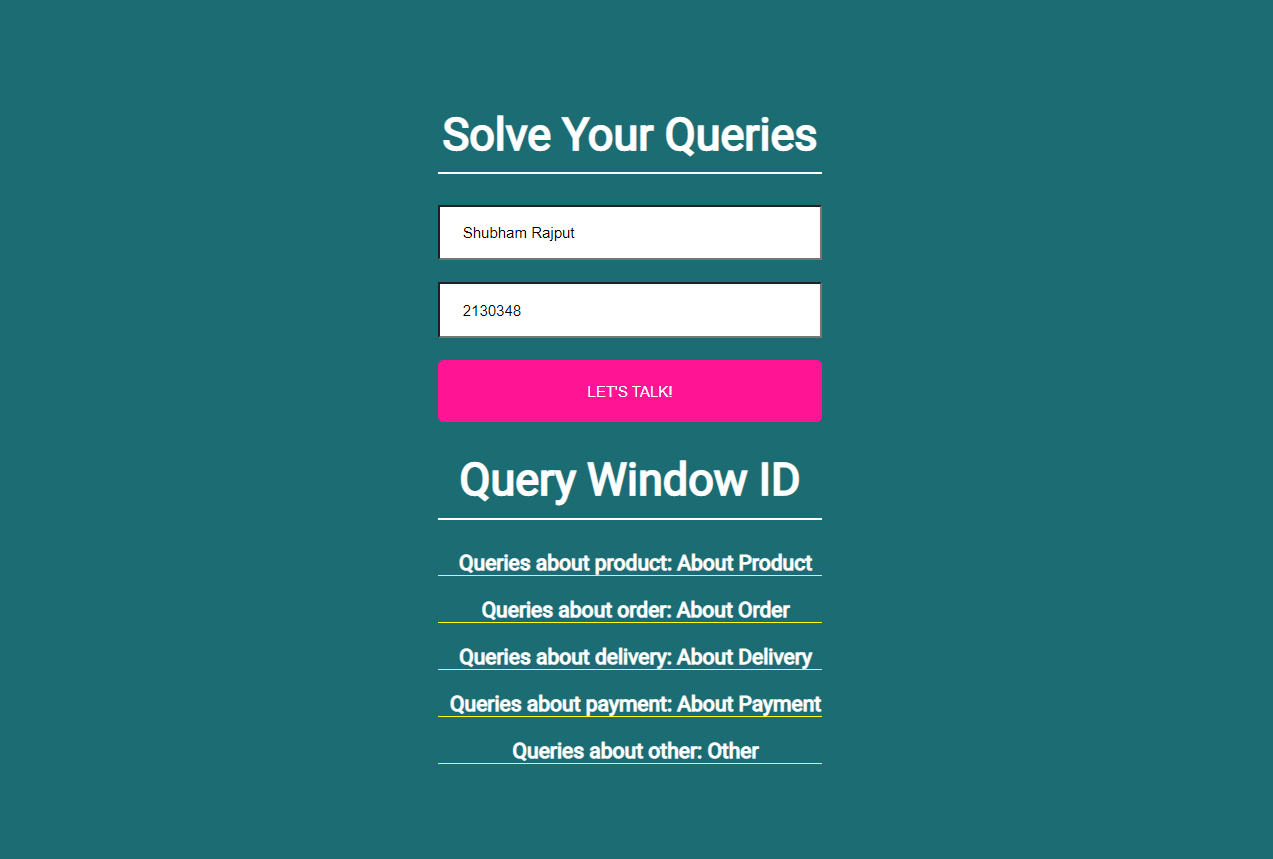 Solve Your Queries
Shubham Rajput
2130348
LET'S TALK!
Query Window ID
Queries about product: About Product
Queries about order: About Order
Queries about delivery: About Delivery
Queries about payment: About Payment
Queries about other: Other